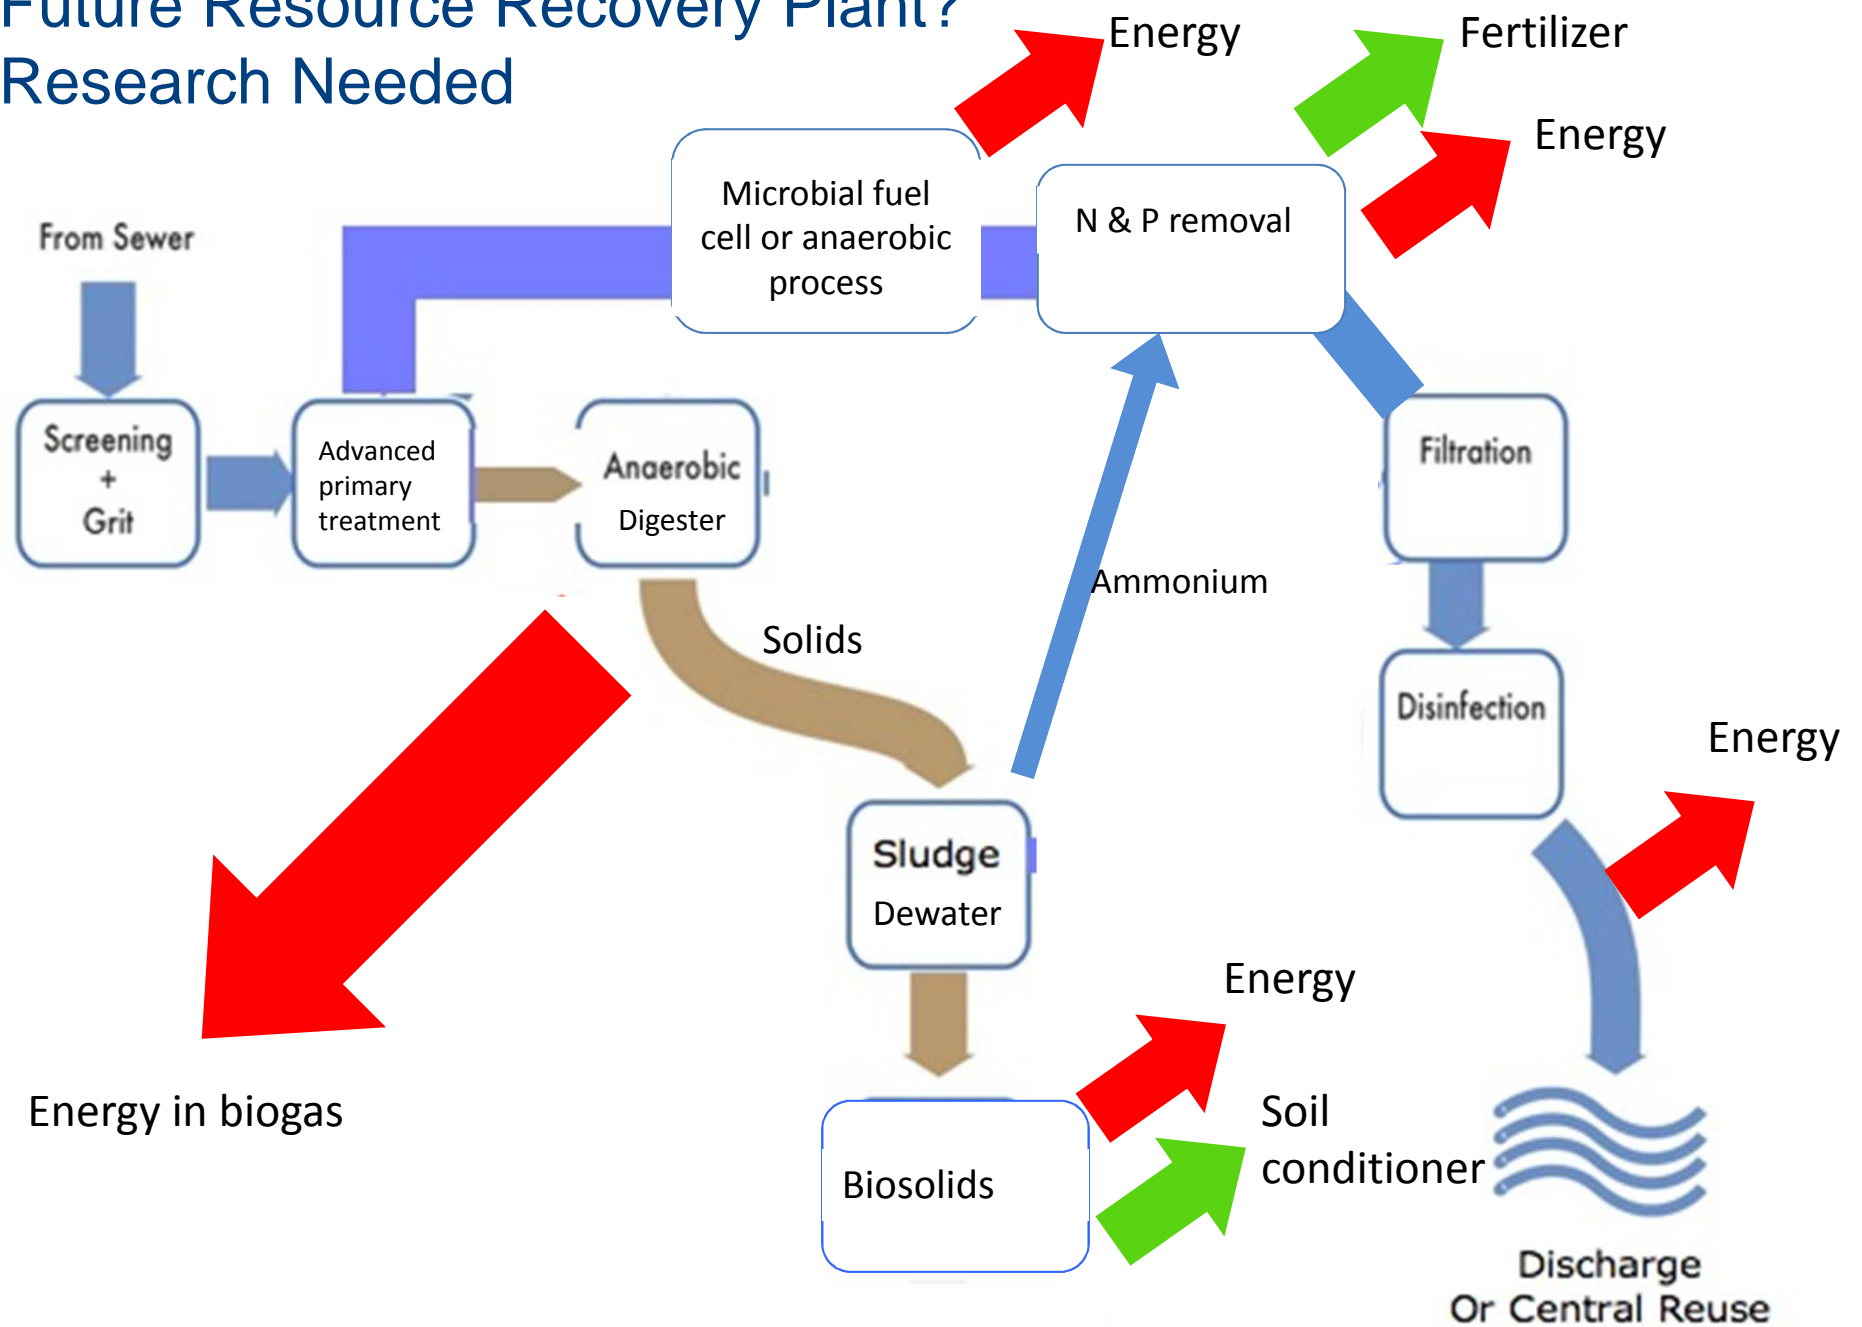 Future Resource Recovery Plant?
Research Needed
Energy
Fertilizer
Energy
Microbial fuel
cell or anaerobic
process
N & P removal
From Sewer
Screening
+
Grit
Advanced
primary
treatment
Anaerobic
Digester
Filtration
Ammonium
Solids
Disinfection
Energy
Sludge
Dewater
Energy
Energy in biogas
Biosolids
Soil
conditioner
Discharge
Or Central Reuse